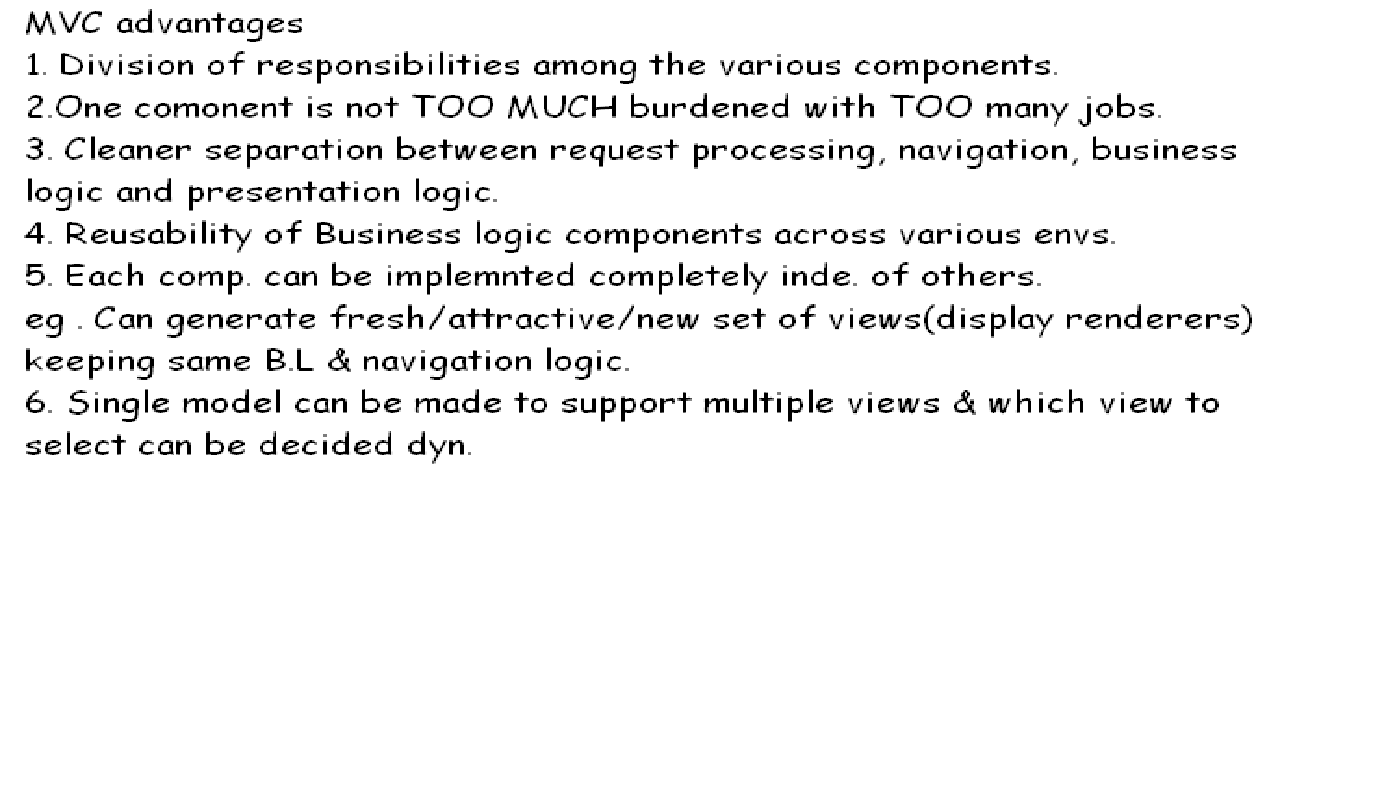 MVC advantages
1. Division of responsibilities among the various components.
2.One comonent is not TOO MUCH burdened with TOO many jobs.
3. Cleaner separation between request processing, navigation, business
logic and presentation logic.
4. Reusability of Business logic components across various envs.
5. Each comp. can be implemnted completely inde. of others.
eg . Can generate fresh/attractive/new set of views(display renderers)
keeping same B.L & navigation logic.
6. Single model can be made to support multiple views & which view to
select can be decided dyn.